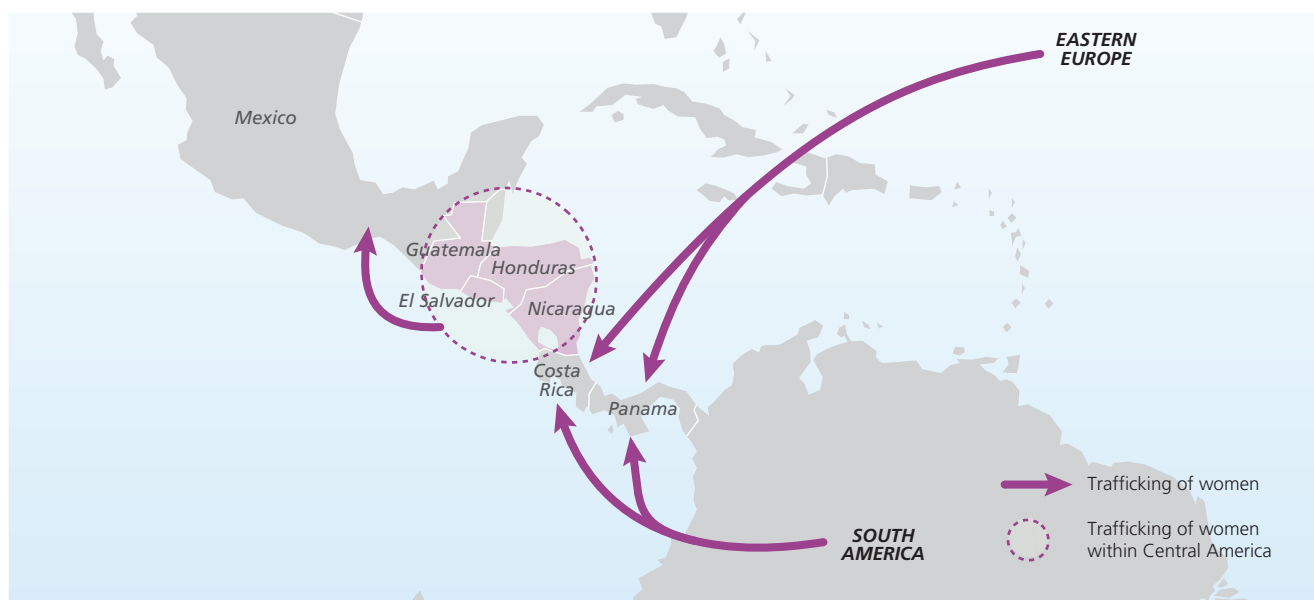 EASTERN
EUROPE
Mexico
Guatemala
Honduras
El Salvador
Nicaragua
Costa
Rica
Panama
Trafficking of women
SOUTH
AMERICA
Trafficking of women
within Central America